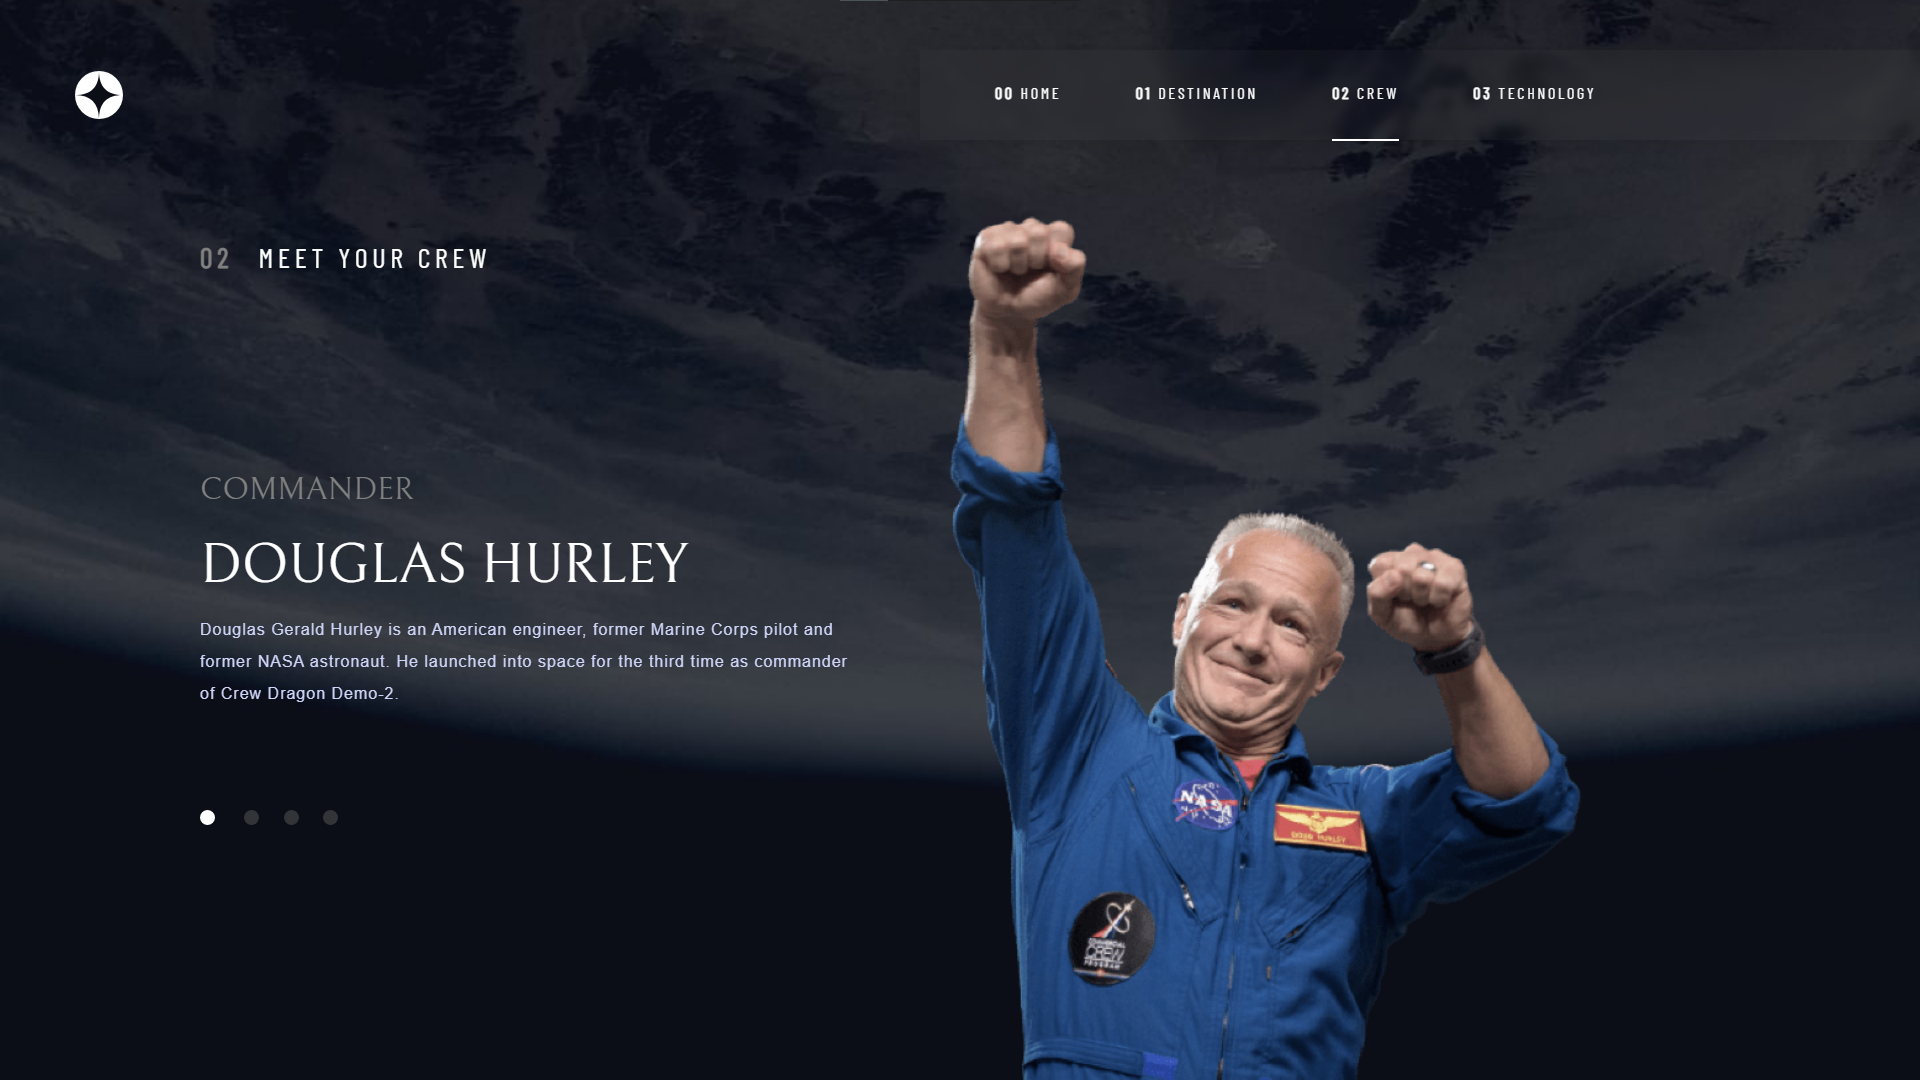 00 HOME
01 DESTINATION
02 CREW
03 TECHNOLOGY
02 MEET YOUR CREW
COMMANDER
DOUGLAS HURLEY
Douglas Gerald Hurley is an American engineer, former Marine Corps pilot and
former NASA astronaut. He launched into space for the third time as commander
of Crew Dragon Demo-2.
NASA
DOUG HURLEY
COMMERCIAL
CREW
PROGRAM